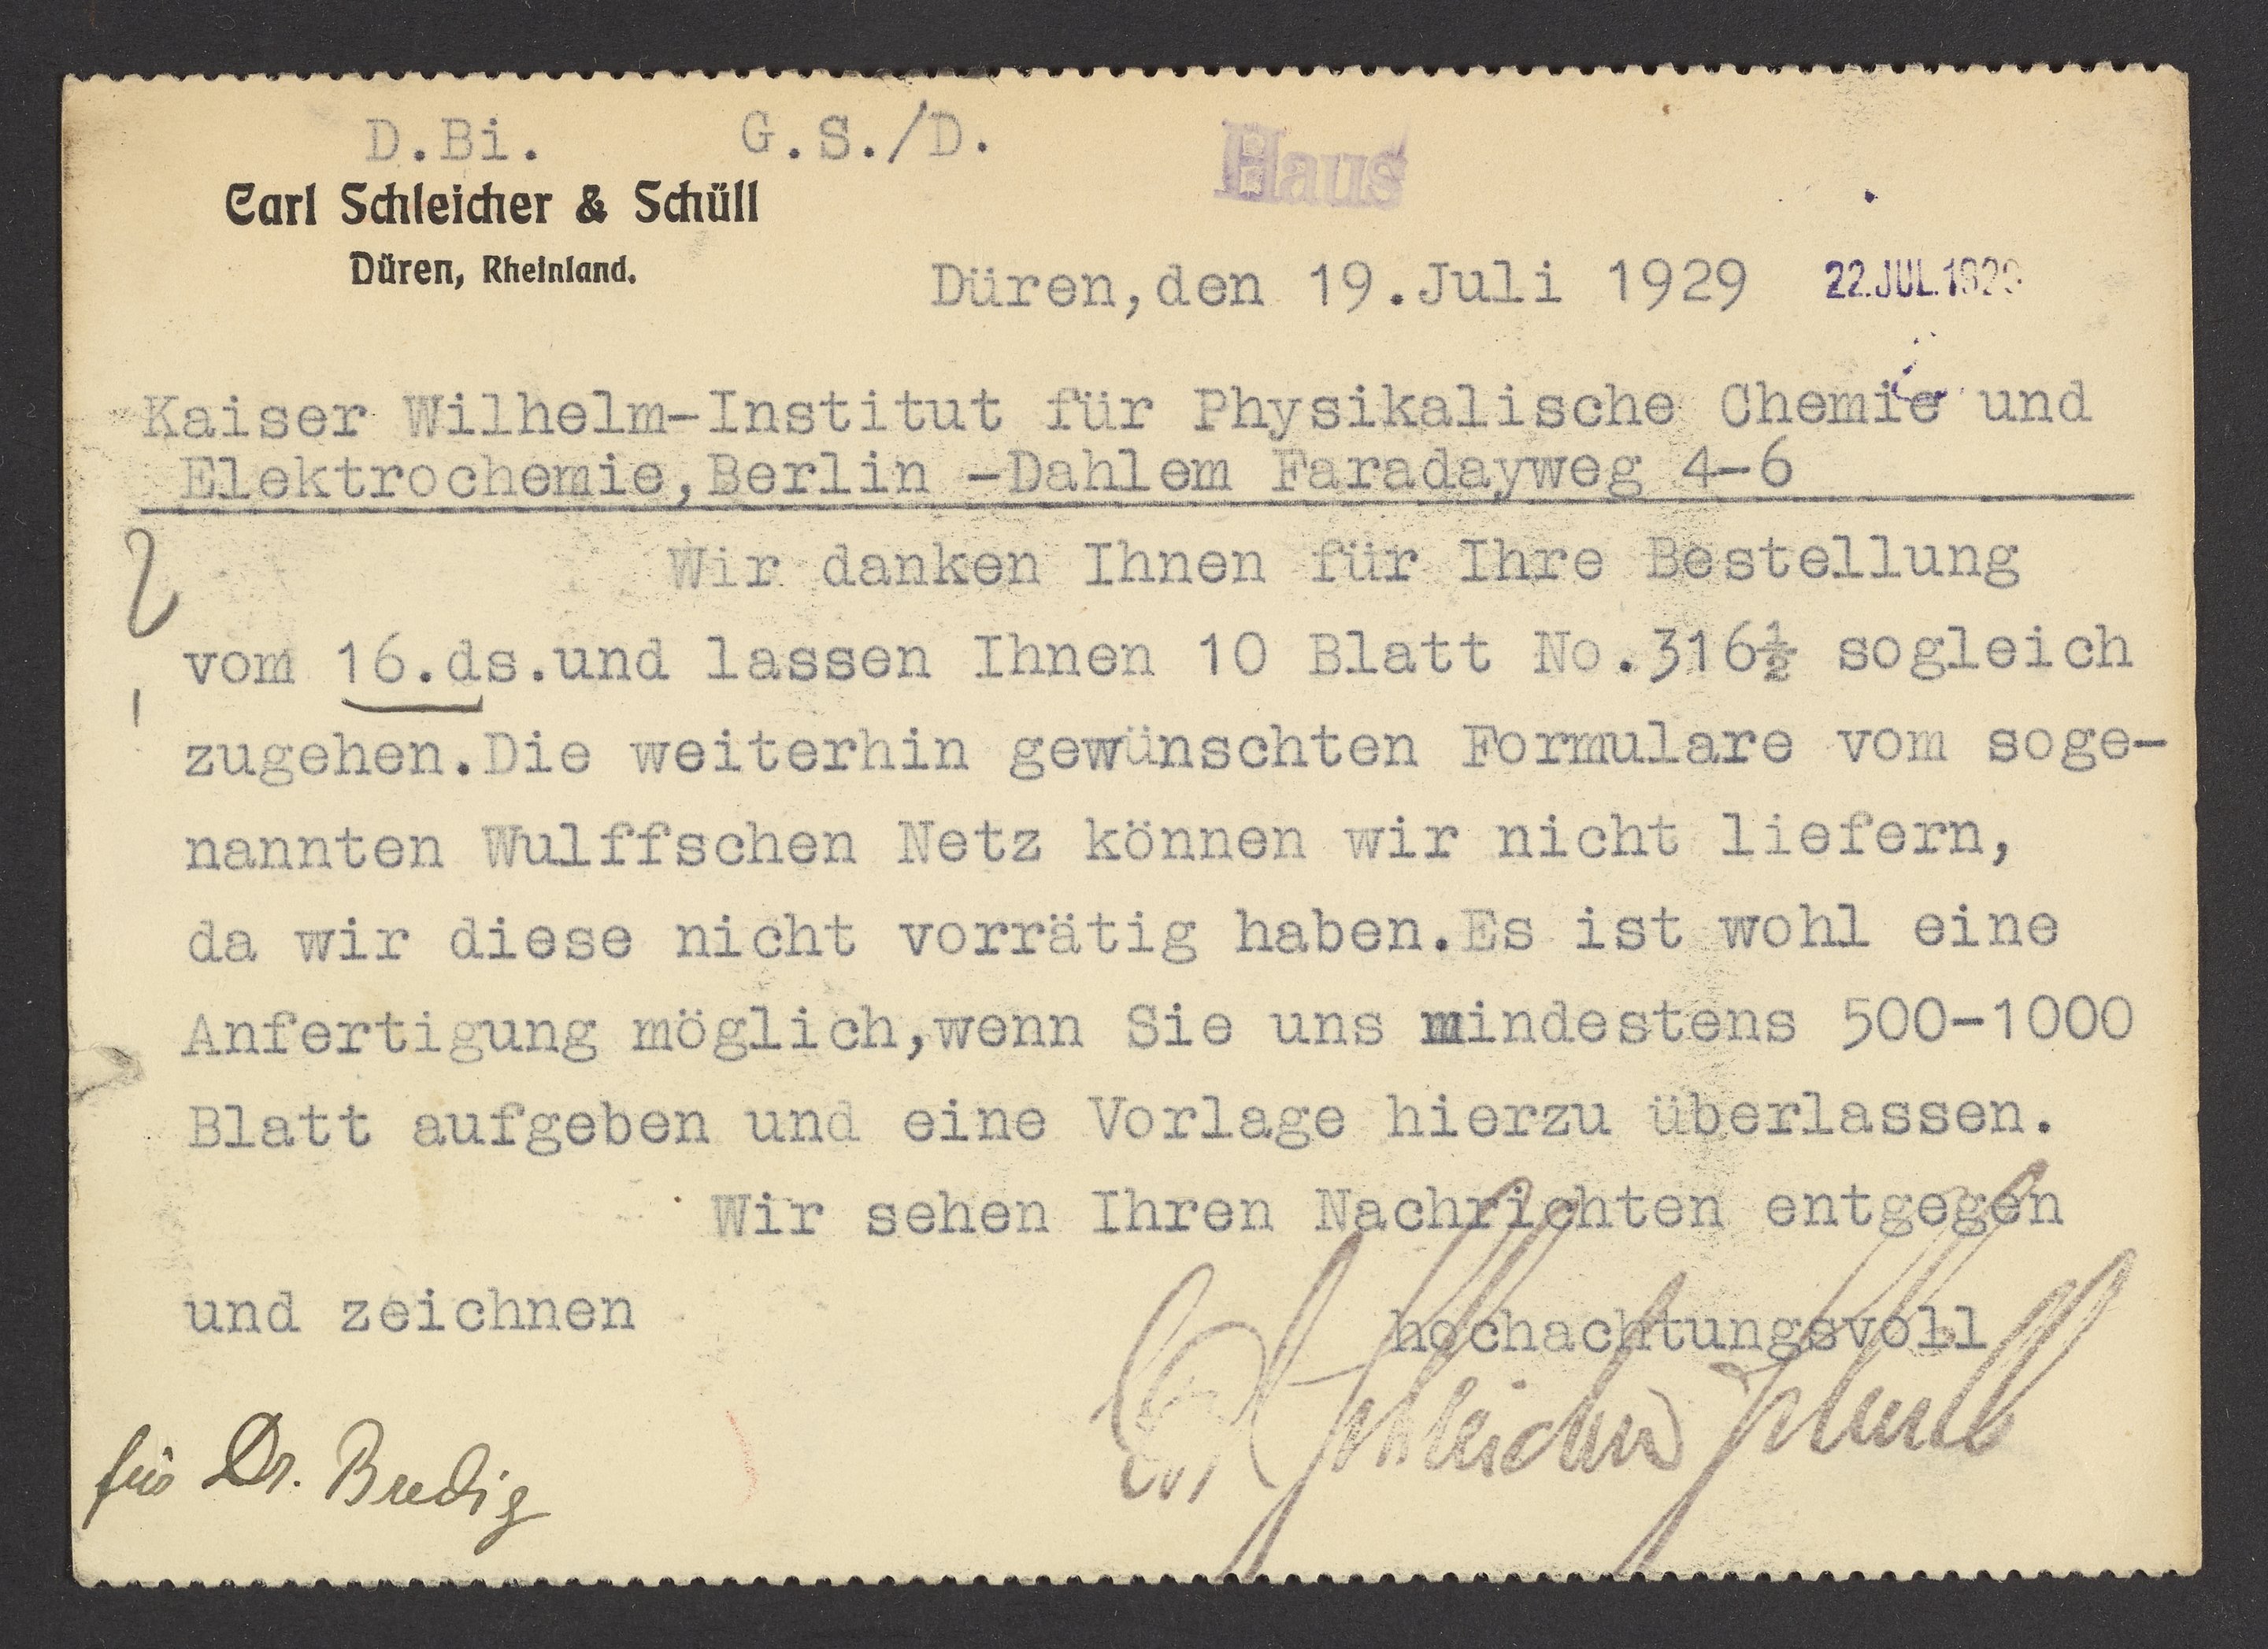 D.Bi. G.S./D.
Haus
Carl Schleicher & Schüll
Düren, Rheinland.
Düren,den 19.Juli 1929
22.JUL.1929
Kaiser Wilhelm-Institut für Physikalische Chemie und
Elektrochemie,Berlin -Dahlem Faradayweg 4-6
Wir danken Ihnen für Ihre Bestellung
vom 16.ds.und lassen Ihnen 10 Blatt No.316½ sogleich
zugehen.Die weiterhin gewünschten Formulare vom soge-
nannten Wulffschen Netz können wir nicht liefern,
da wir diese nicht vorrätig haben.Es ist wohl eine
Anfertigung möglich,wenn Sie uns mindestens 500-1000
Blatt aufgeben und eine Vorlage hierzu überlassen.
Wir sehen Ihren Nachrichten entgegen
und zeichnen
hochachtungsvoll
Carl Schleicher & Schüll
für Dr. Bredig